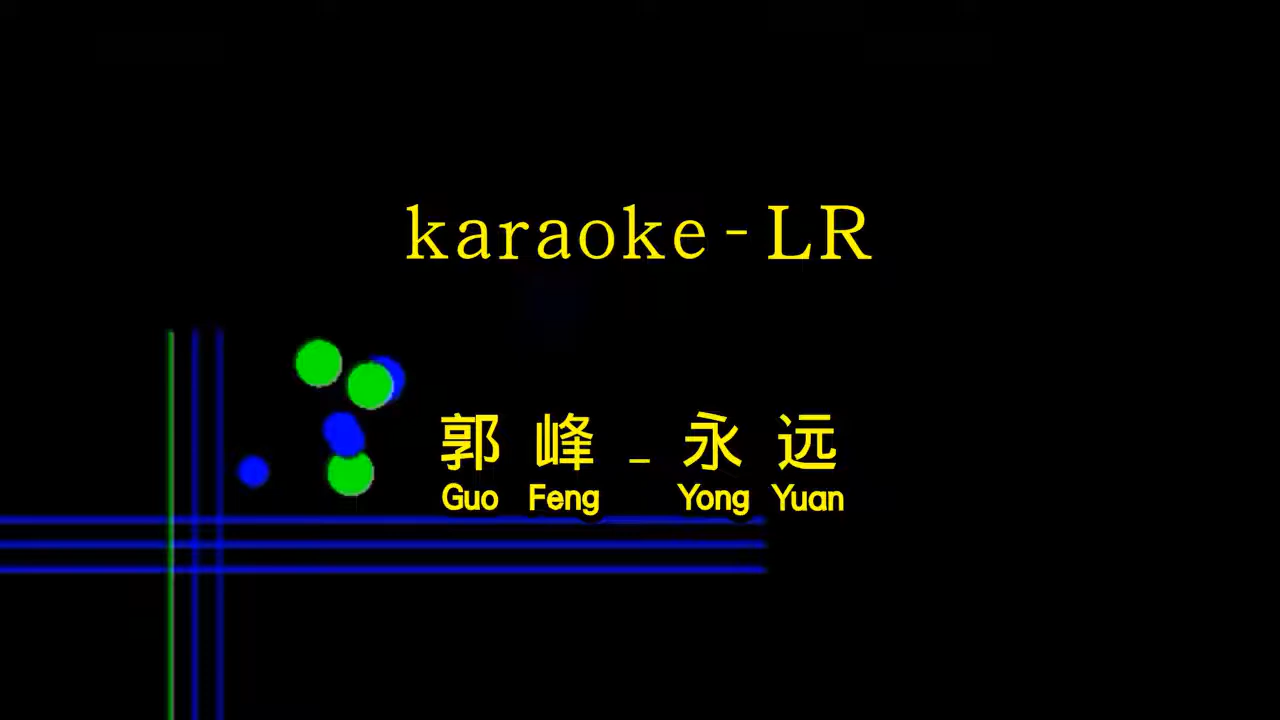 karaoke-LR
郭 峰 _ 永 远
Guo Feng Yong Yuan